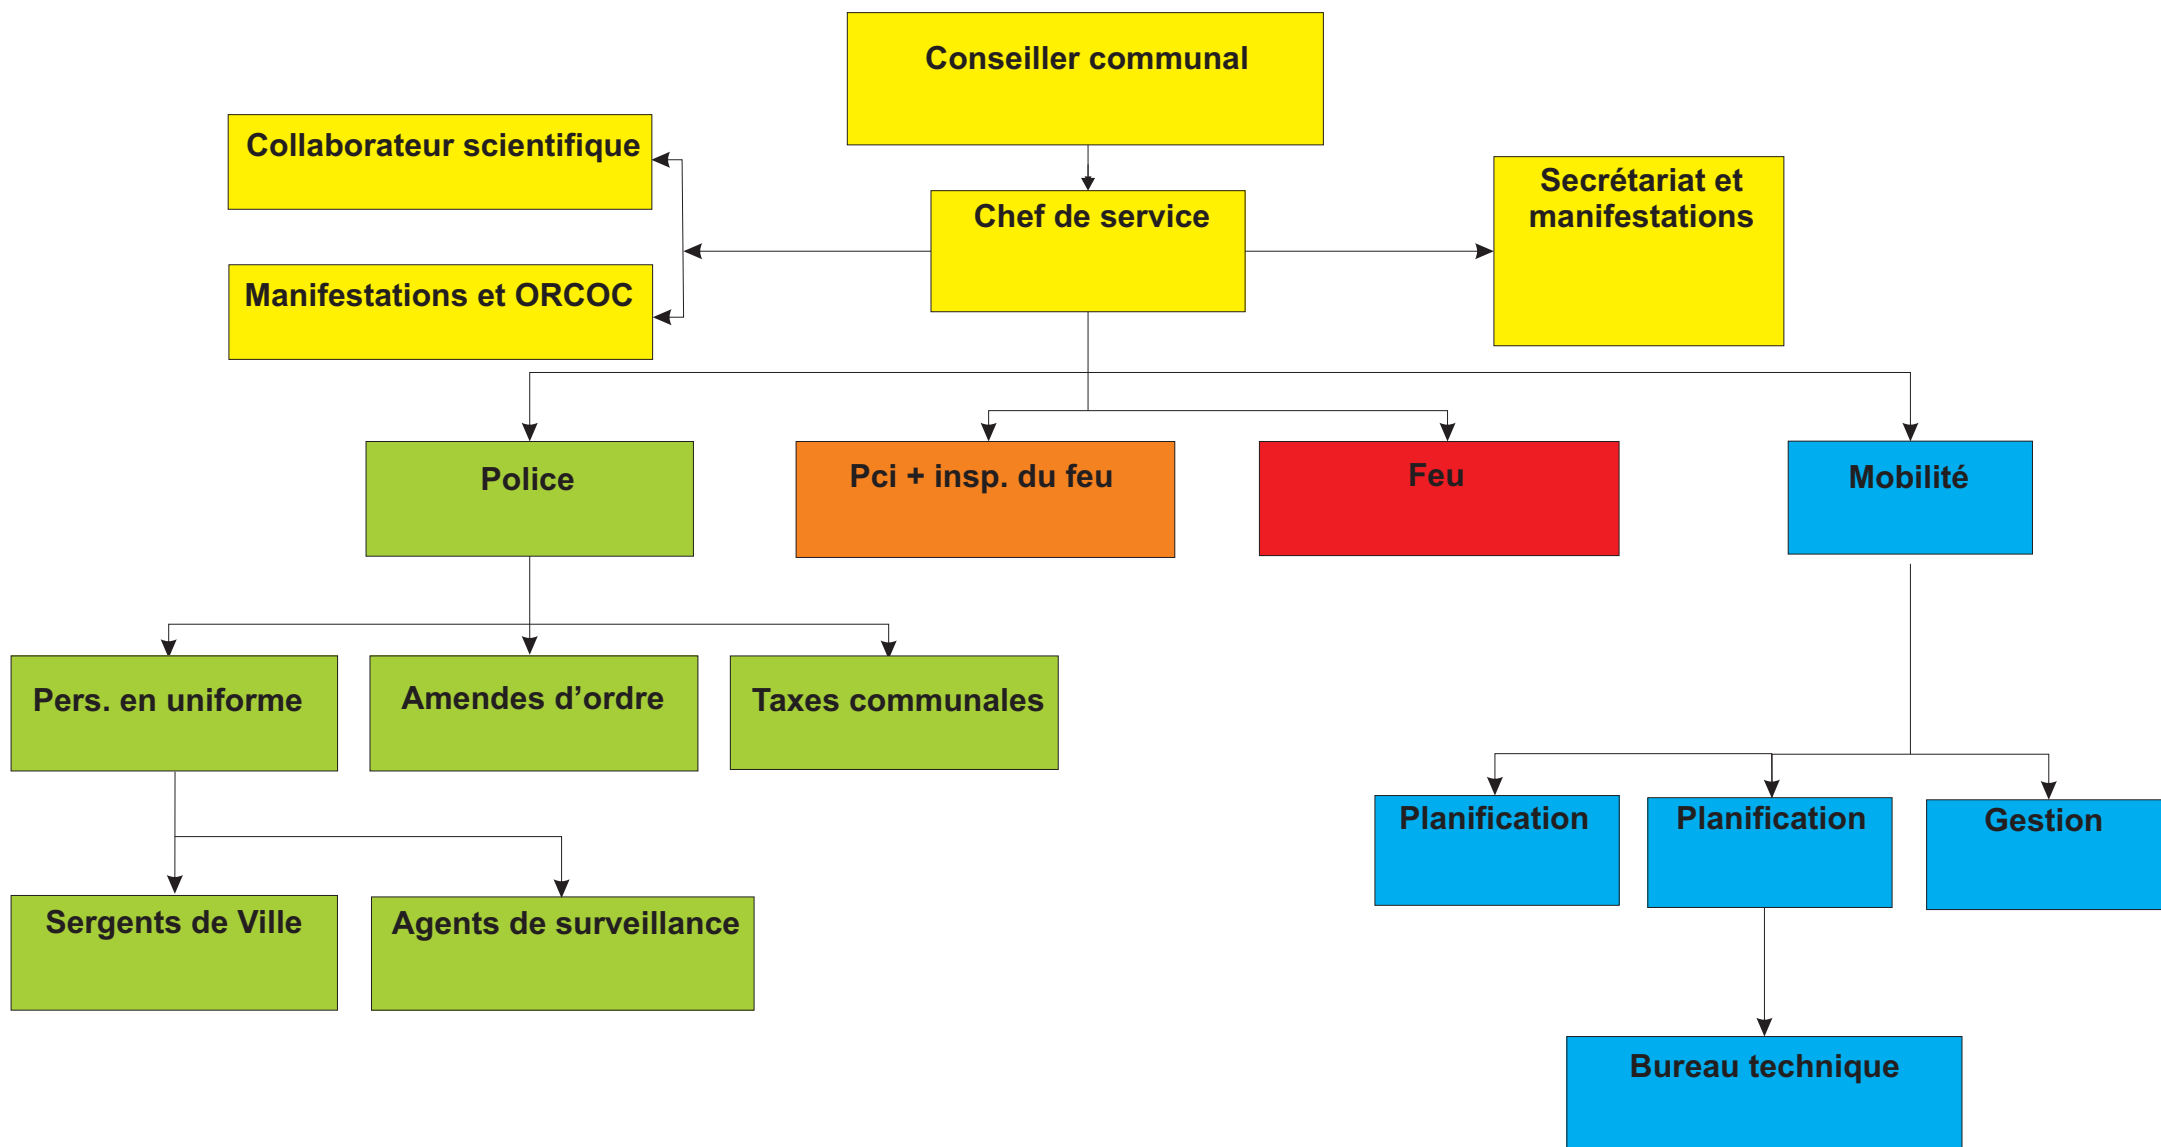 Conseiller communal
Collaborateur scientifique
Secrétariat et
manifestations
Chef de service
Manifestations et ORCOC
Police
Pci + insp. du feu
Feu
Mobilité
Pers. en uniforme
Amendes d’ordre
Taxes communales
Planification
Planification
Gestion
Sergents de Ville
Agents de surveillance
Bureau technique